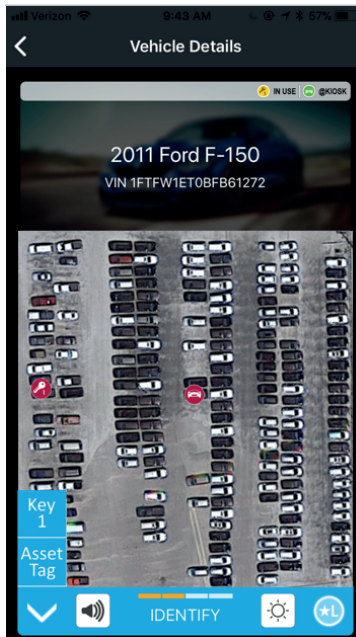 Verizon 9:43 AM 57%
Vehicle Details
IN USE @KIOSK
2011 Ford F-150
VIN 1FTFW1ET0BFB61272
Key
1
Asset
Tag
IDENTIFY
L